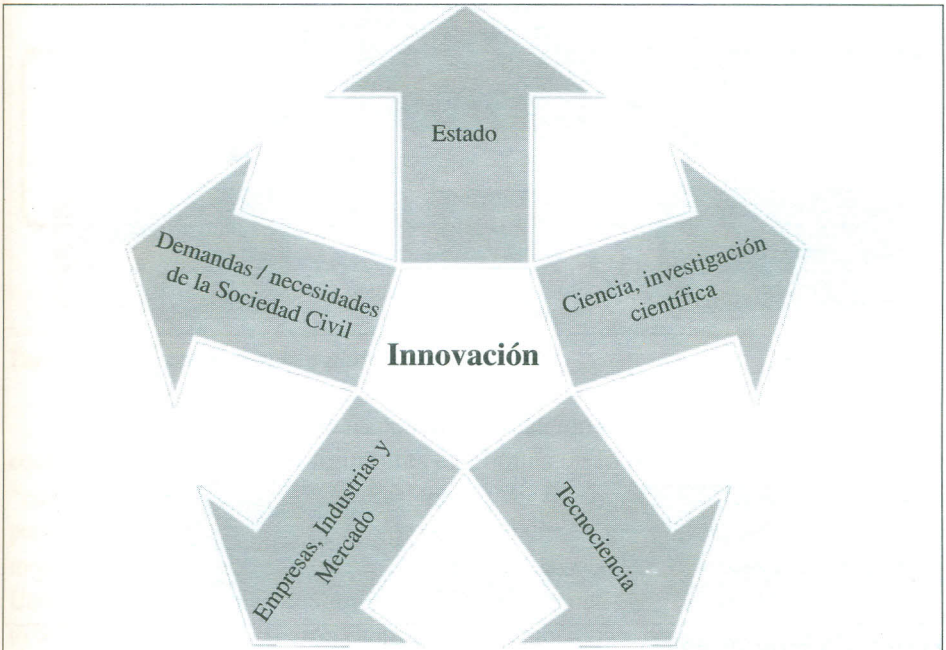 Estado
Demandas / necesidades
de la Sociedad Civil
Ciencia, investigación
científica
Innovación
Empresas, Industrias y
Mercado
Tecnociencia